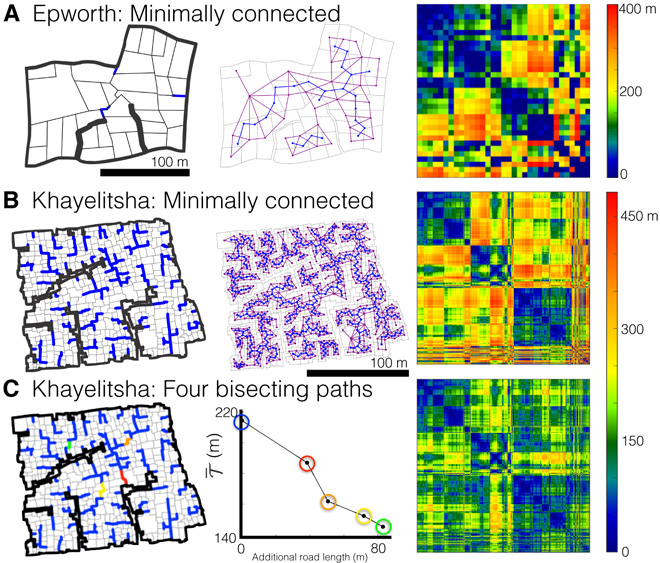 A Epworth: Minimally connected
100 m
400 m
200
0
B Khayelitsha: Minimally connected
100 m
450 m
300
150
0
C Khayelitsha: Four bisecting paths
220
T̅ (m)
140
0
80
Additional road length (m)